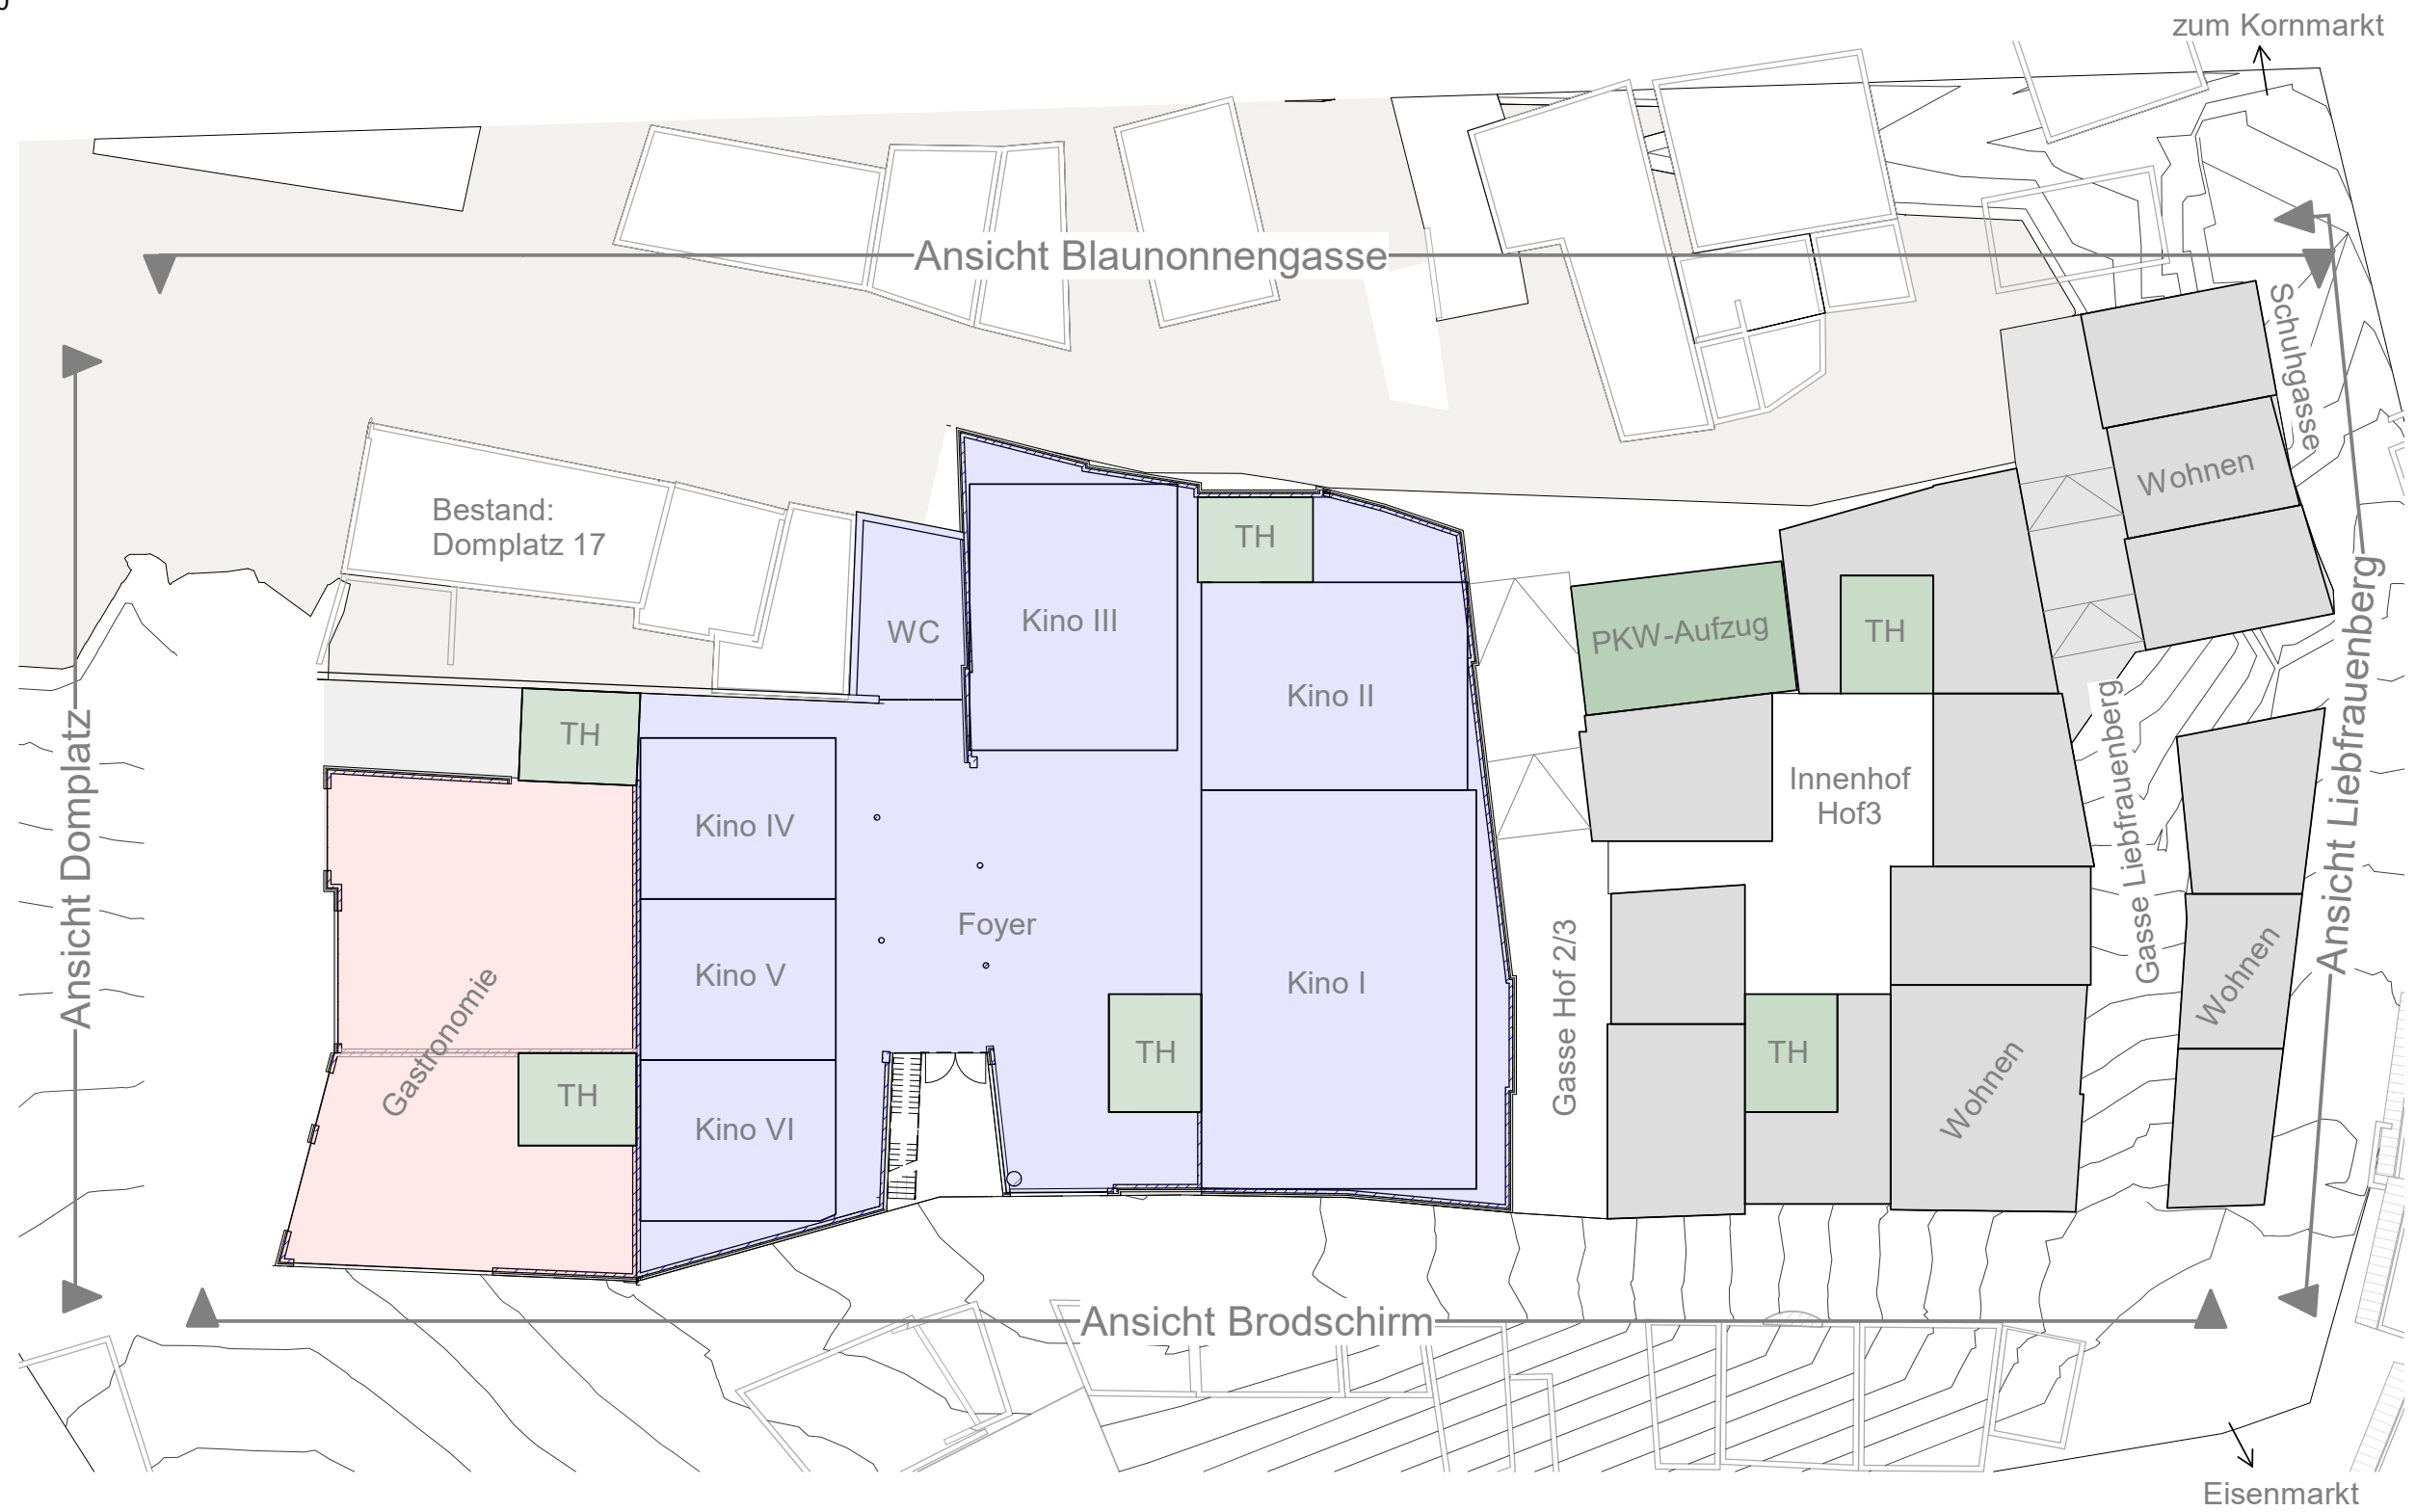 zum Kornmarkt
Ansicht Blaunonnengasse
Schuhgasse
Wohnen
Bestand:
Domplatz 17
TH
Kino III
WC
PKW-Aufzug
TH
Kino II
TH
Ansicht Domplatz
Kino IV
Innenhof
Hof3
Gasse Liebfrauenberg
Ansicht Liebfrauenberg
Foyer
Kino V
Kino I
Gasse Hof 2/3
Wohnen
Gastronomie
TH
TH
TH
Wohnen
Kino VI
Ansicht Brodschirm
Eisenmarkt